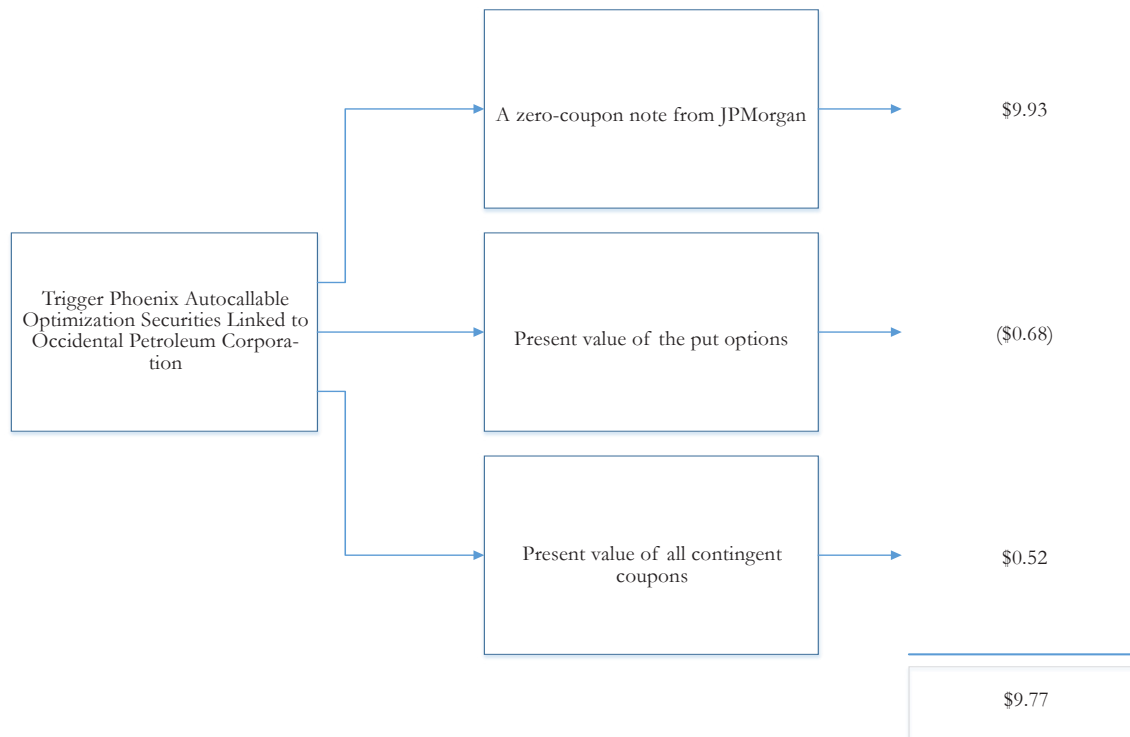 A zero-coupon note from JPMorgan
$9.93
Trigger Phoenix Autocallable
Optimization Securities Linked to
Occidental Petroleum Corpora-
tion
Present value of the put options
($0.68)
Present value of all contingent
coupons
$0.52
$9.77